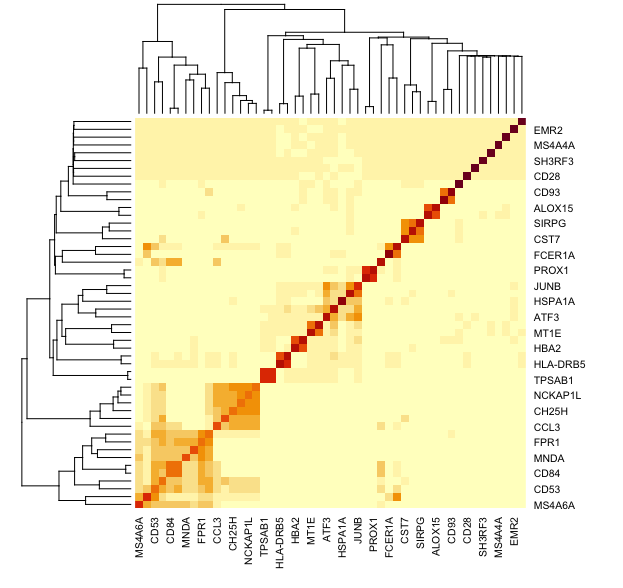 EMR2
MS4A4A
SH3RF3
CD28
CD93
ALOX15
SIRPG
CST7
FCER1A
PROX1
JUNB
HSPA1A
ATF3
MT1E
HBA2
HLA-DRB5
TPSAB1
NCKAP1L
CH25H
CCL3
FPR1
MNDA
CD84
CD53
MS4A6A
MS4A6A
CD53
CD84
MNDA
FPR1
CCL3
CH25H
NCKAP1L
TPSAB1
HLA-DRB5
HBA2
MT1E
ATF3
HSPA1A
JUNB
PROX1
FCER1A
CST7
SIRPG
ALOX15
CD93
CD28
SH3RF3
MS4A4A
EMR2